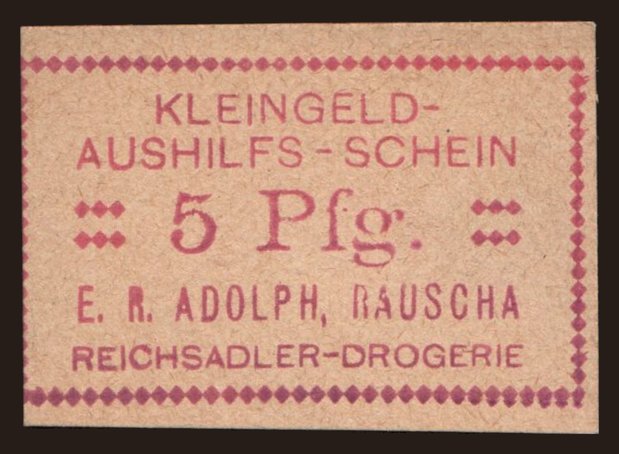 KLEINGELD-
AUSHILFS-SCHEIN
5 Pfg.
E. R. ADOLPH, RAUSCHA
REICHSADLER-DROGERIE